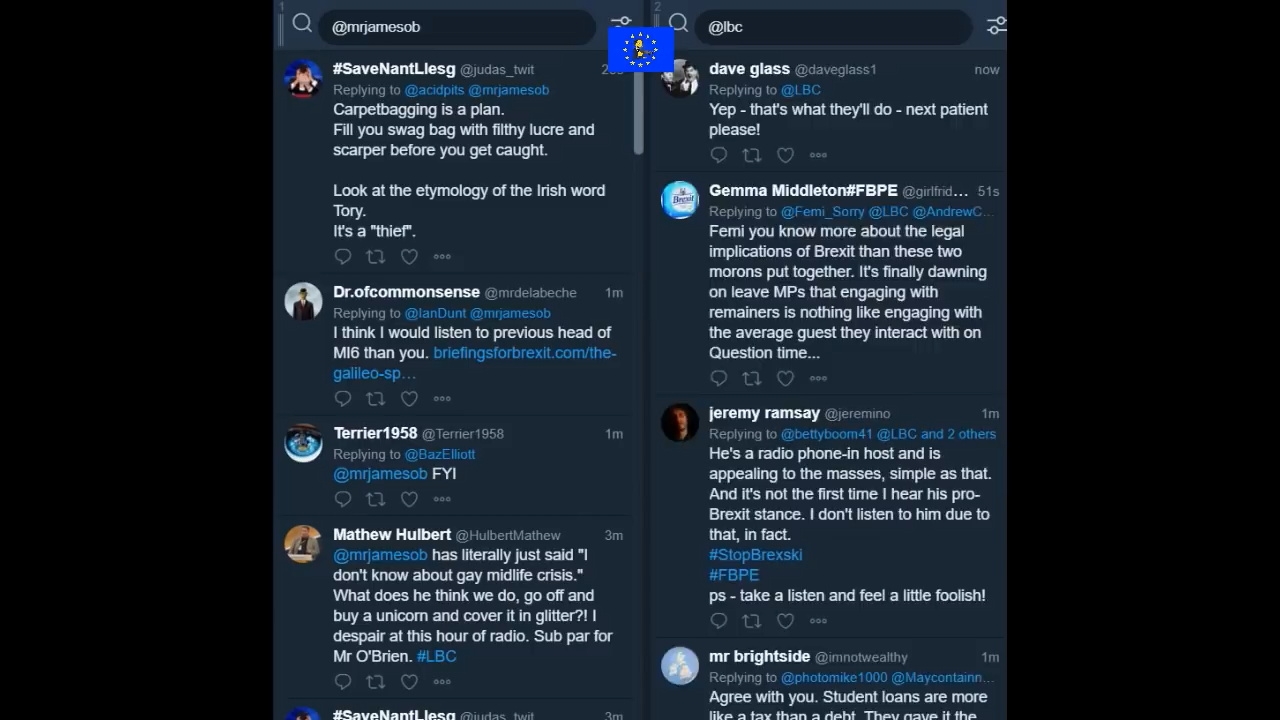 1
@mrjamesob
#SaveNantLlesg @judas_twit
Replying to @acidpits @mrjamesob
Carpetbagging is a plan.
Fill you swag bag with filthy lucre and
scarper before you get caught.
Look at the etymology of the Irish word
Tory.
It's a "thief".
Dr.ofcommonsense @mrdelabeche 1m
Replying to @IanDunt @mrjamesob
I think I would listen to previous head of
MI6 than you. briefingsforbrexit.com/the-
galileo-sp…
Terrier1958 @Terrier1958 1m
Replying to @BazElliott
@mrjamesob FYI
Mathew Hulbert @HulbertMathew 3m
@mrjamesob has literally just said "I
don't know about gay midlife crisis."
What does he think we do, go off and
buy a unicorn and cover it in glitter?! I
despair at this hour of radio. Sub par for
Mr O'Brien. #LBC
#SaveNantLlesg @judas_twit 3m
2
@lbc
dave glass @daveglass1 now
Replying to @LBC
Yep - that's what they'll do - next patient
please!
Gemma Middleton#FBPE @girlfrid… 51s
Replying to @Femi_Sorry @LBC @AndrewC…
Femi you know more about the legal
implications of Brexit than these two
morons put together. It's finally dawning
on leave MPs that engaging with
remainers is nothing like engaging with
the average guest they interact with on
Question time...
jeremy ramsay @jeremino 1m
Replying to @bettyboom41 @LBC and 2 others
He's a radio phone-in host and is
appealing to the masses, simple as that.
And it's not the first time I hear his pro-
Brexit stance. I don't listen to him due to
that, in fact.
#StopBrexski
#FBPE
ps - take a listen and feel a little foolish!
mr brightside @imnotwealthy 1m
Replying to @photomike1000 @Maycontainn…
Agree with you. Student loans are more
like a tax than a debt. They gave it the